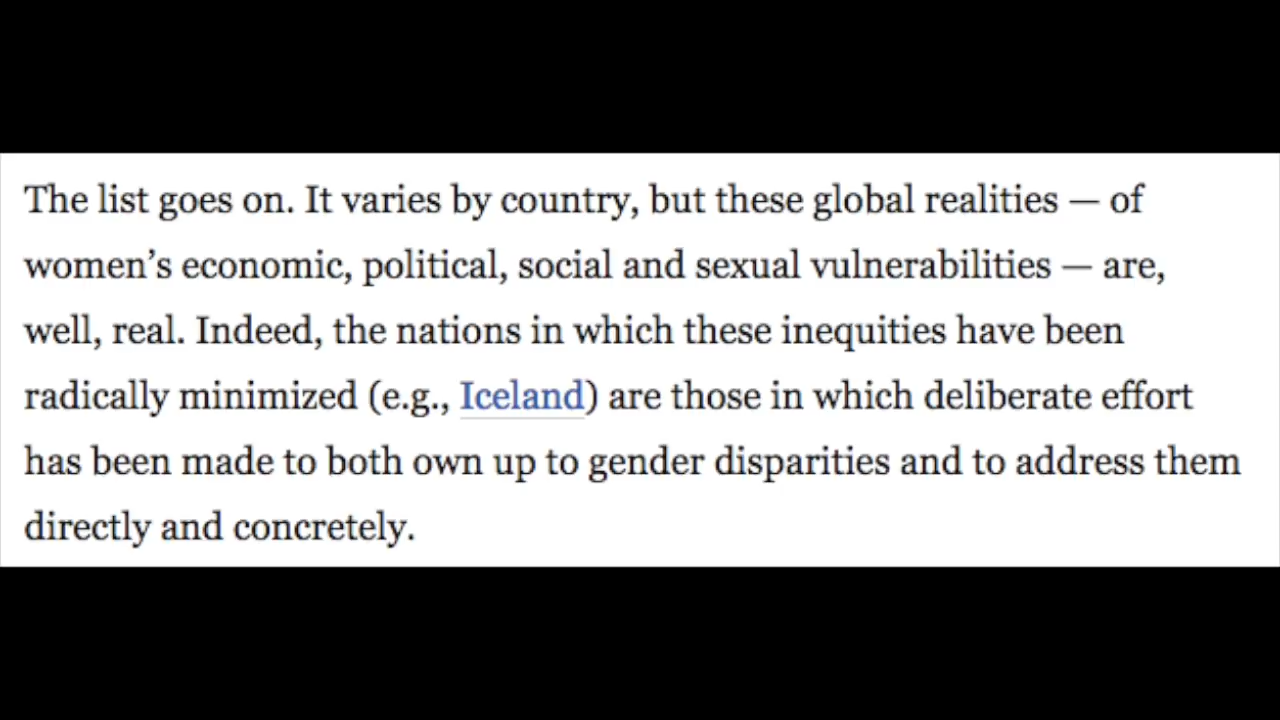 The list goes on. It varies by country, but these global realities — of
women’s economic, political, social and sexual vulnerabilities — are,
well, real. Indeed, the nations in which these inequities have been
radically minimized (e.g., Iceland) are those in which deliberate effort
has been made to both own up to gender disparities and to address them
directly and concretely.